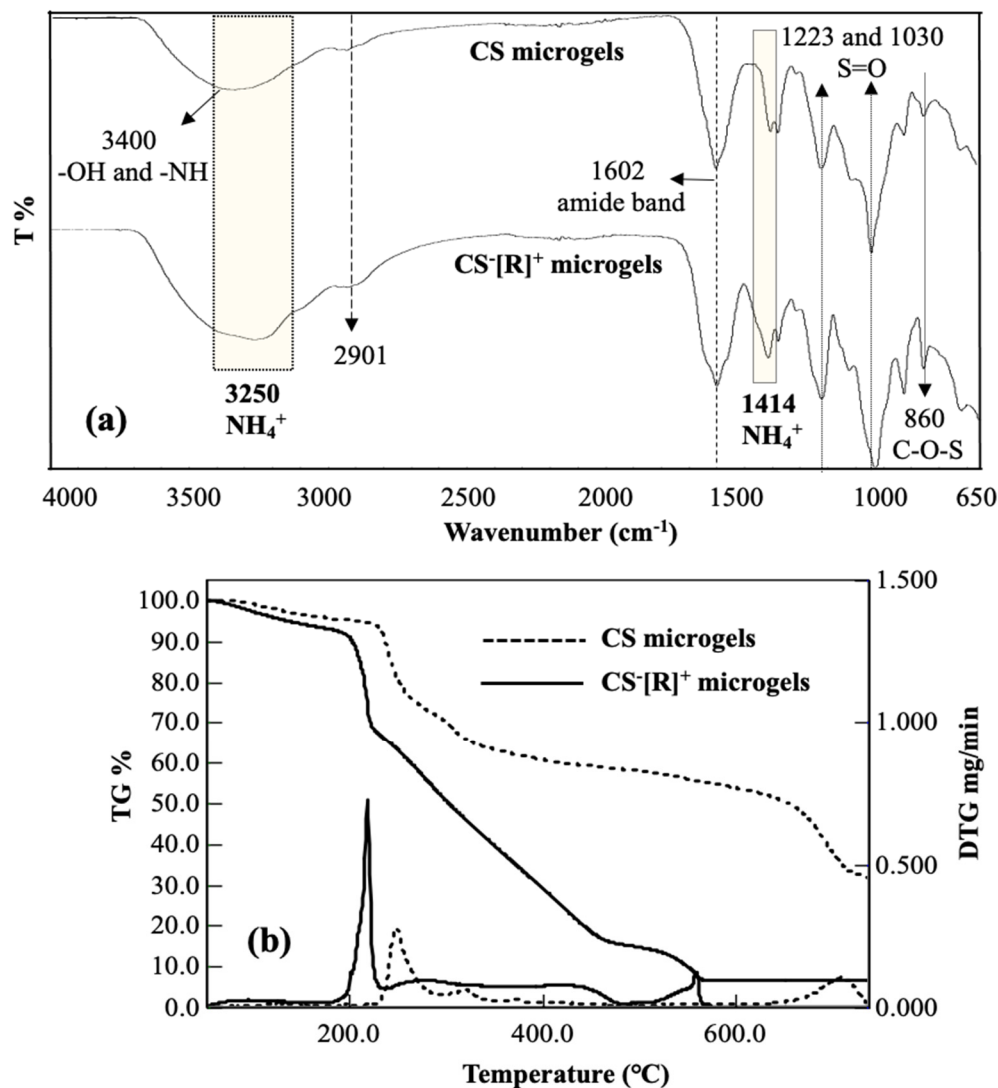 CS microgels
1223 and 1030
S=O
3400
-OH and -NH
1602
amide band
T %
CS⁻[R]⁺ microgels
2901
3250
NH₄⁺
1414
NH₄⁺
860
C-O-S
(a)
4000 3500 3000 2500 2000 1500 1000 650
Wavenumber (cm⁻¹)
100.0
90.0
80.0
70.0
60.0
50.0
40.0
30.0
20.0
10.0
0.0
TG %
CS microgels
CS⁻[R]⁺ microgels
(b)
1.500
1.000
0.500
0.000
DTG mg/min
200.0 400.0 600.0
Temperature (°C)